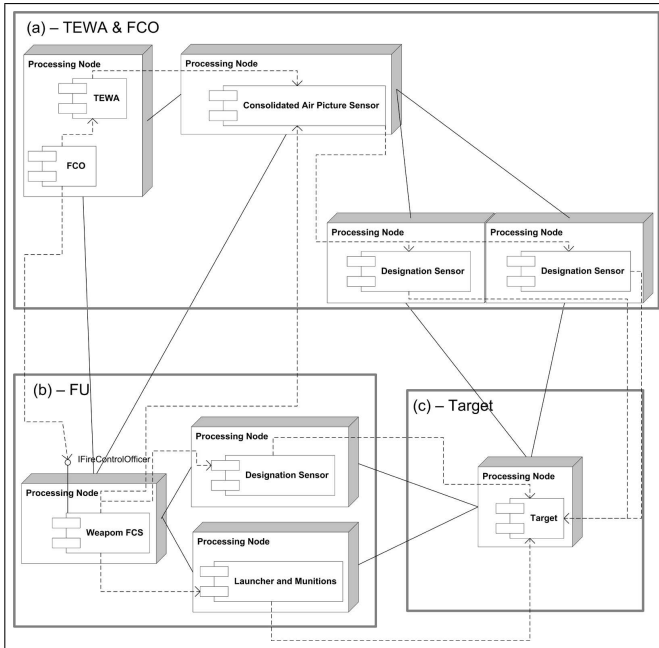 (a) – TEWA & FCO
Processing Node
TEWA
FCO
Processing Node
Consolidated Air Picture Sensor
Processing Node
Designation Sensor
Processing Node
Designation Sensor
(b) – FU
IFireControlOfficer
Processing Node
Weapom FCS
Processing Node
Designation Sensor
Processing Node
Launcher and Munitions
(c) – Target
Processing Node
Target